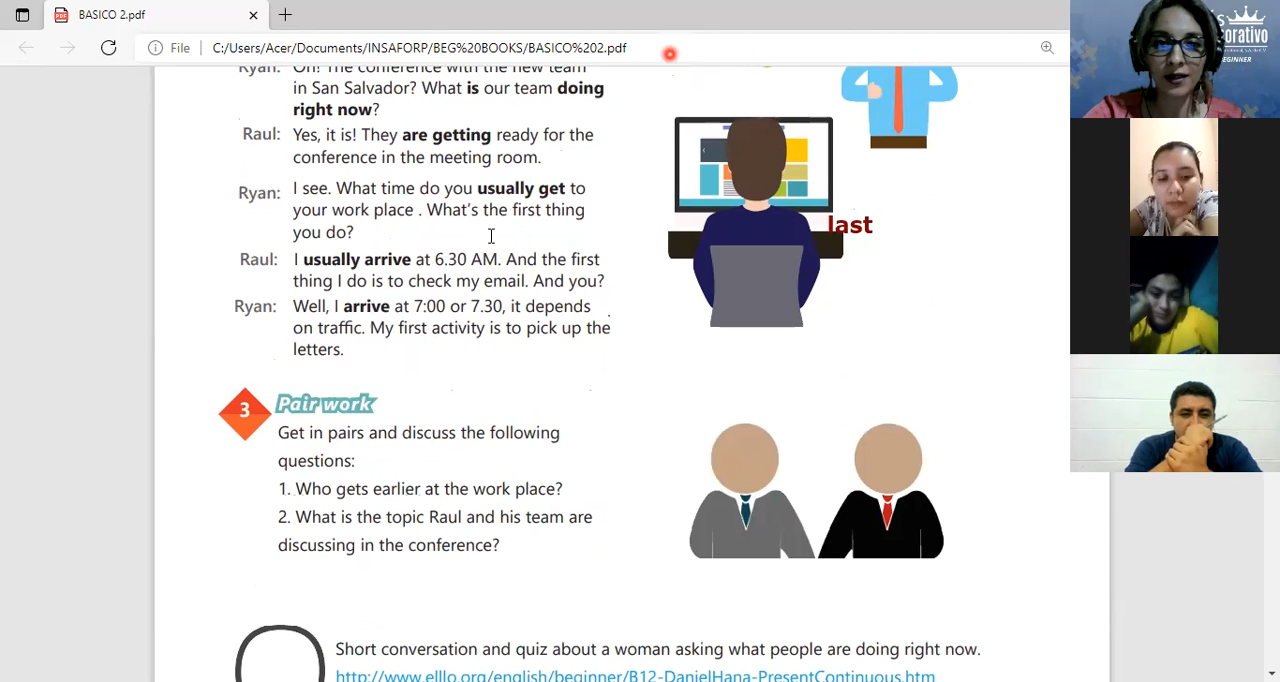 BASICO 2.pdf
File C:/Users/Acer/Documents/INSAFORP/BEG%20BOOKS/BASICO%202.pdf
Ryan: Oh! The conference with the new team
in San Salvador? What is our team doing
right now?
Raul: Yes, it is! They are getting ready for the
conference in the meeting room.
Ryan: I see. What time do you usually get to
your work place . What's the first thing
you do?
Raul: I usually arrive at 6.30 AM. And the first
thing I do is to check my email. And you?
Ryan: Well, I arrive at 7:00 or 7.30, it depends
on traffic. My first activity is to pick up the
letters.
last
3 Pair work
Get in pairs and discuss the following
questions:
1. Who gets earlier at the work place?
2. What is the topic Raul and his team are
discussing in the conference?
Short conversation and quiz about a woman asking what people are doing right now.
http://www.elllo.org/english/beginner/B12-DanielHana-PresentContinuous.htm
orativo
BEGINNER